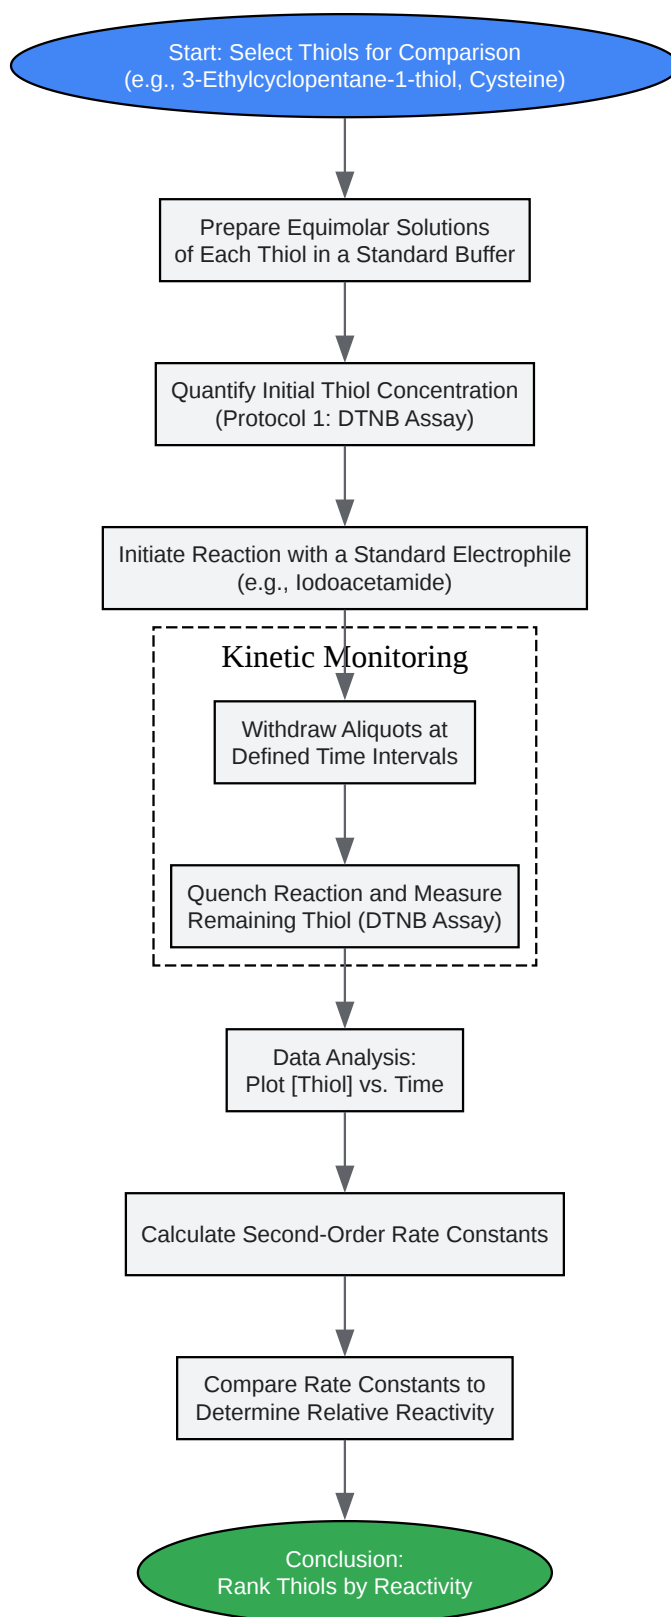 Start: Select Thiols for Comparison
(e.g., 3-Ethylcyclopentane-1-thiol, Cysteine)
Prepare Equimolar Solutions
of Each Thiol in a Standard Buffer
Quantify Initial Thiol Concentration
(Protocol 1: DTNB Assay)
Initiate Reaction with a Standard Electrophile
(e.g., Iodoacetamide)
Kinetic Monitoring
Withdraw Aliquots at
Defined Time Intervals
Quench Reaction and Measure
Remaining Thiol (DTNB Assay)
Data Analysis:
Plot [Thiol] vs. Time
Calculate Second-Order Rate Constants
Compare Rate Constants to
Determine Relative Reactivity
Conclusion:
Rank Thiols by Reactivity